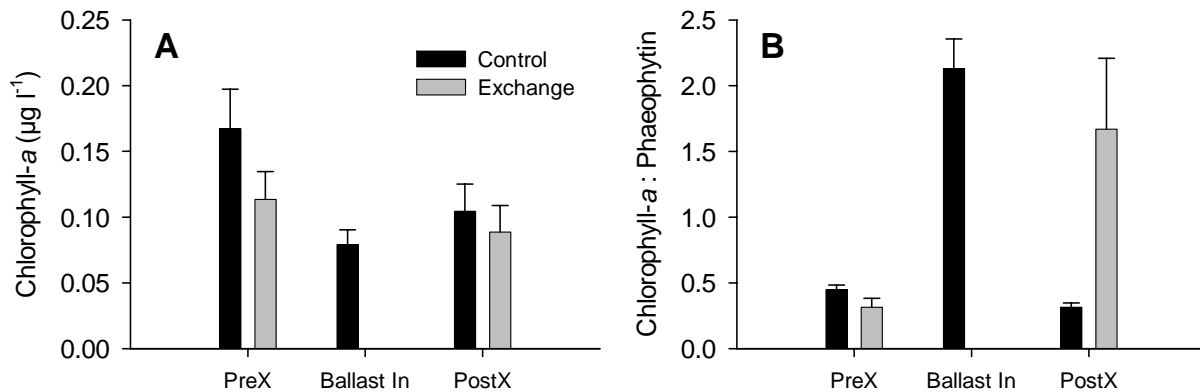 A
Control
Exchange
Chlorophyll-a (µg l-1)
0.25
0.20
0.15
0.10
0.05
0.00
PreX
Ballast In
PostX
B
Chlorophyll-a : Phaeophytin
2.5
2.0
1.5
1.0
0.5
0.0
PreX
Ballast In
PostX